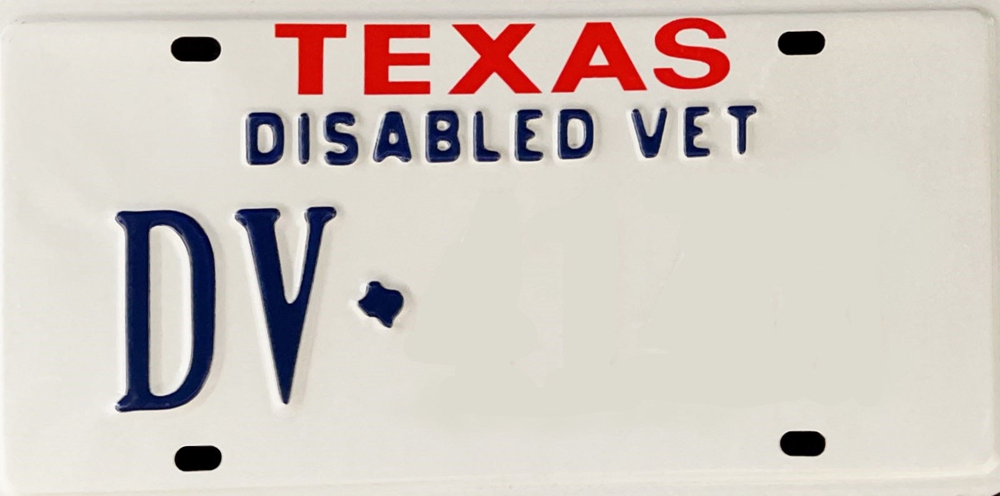 TEXAS
DISABLED VET
DV